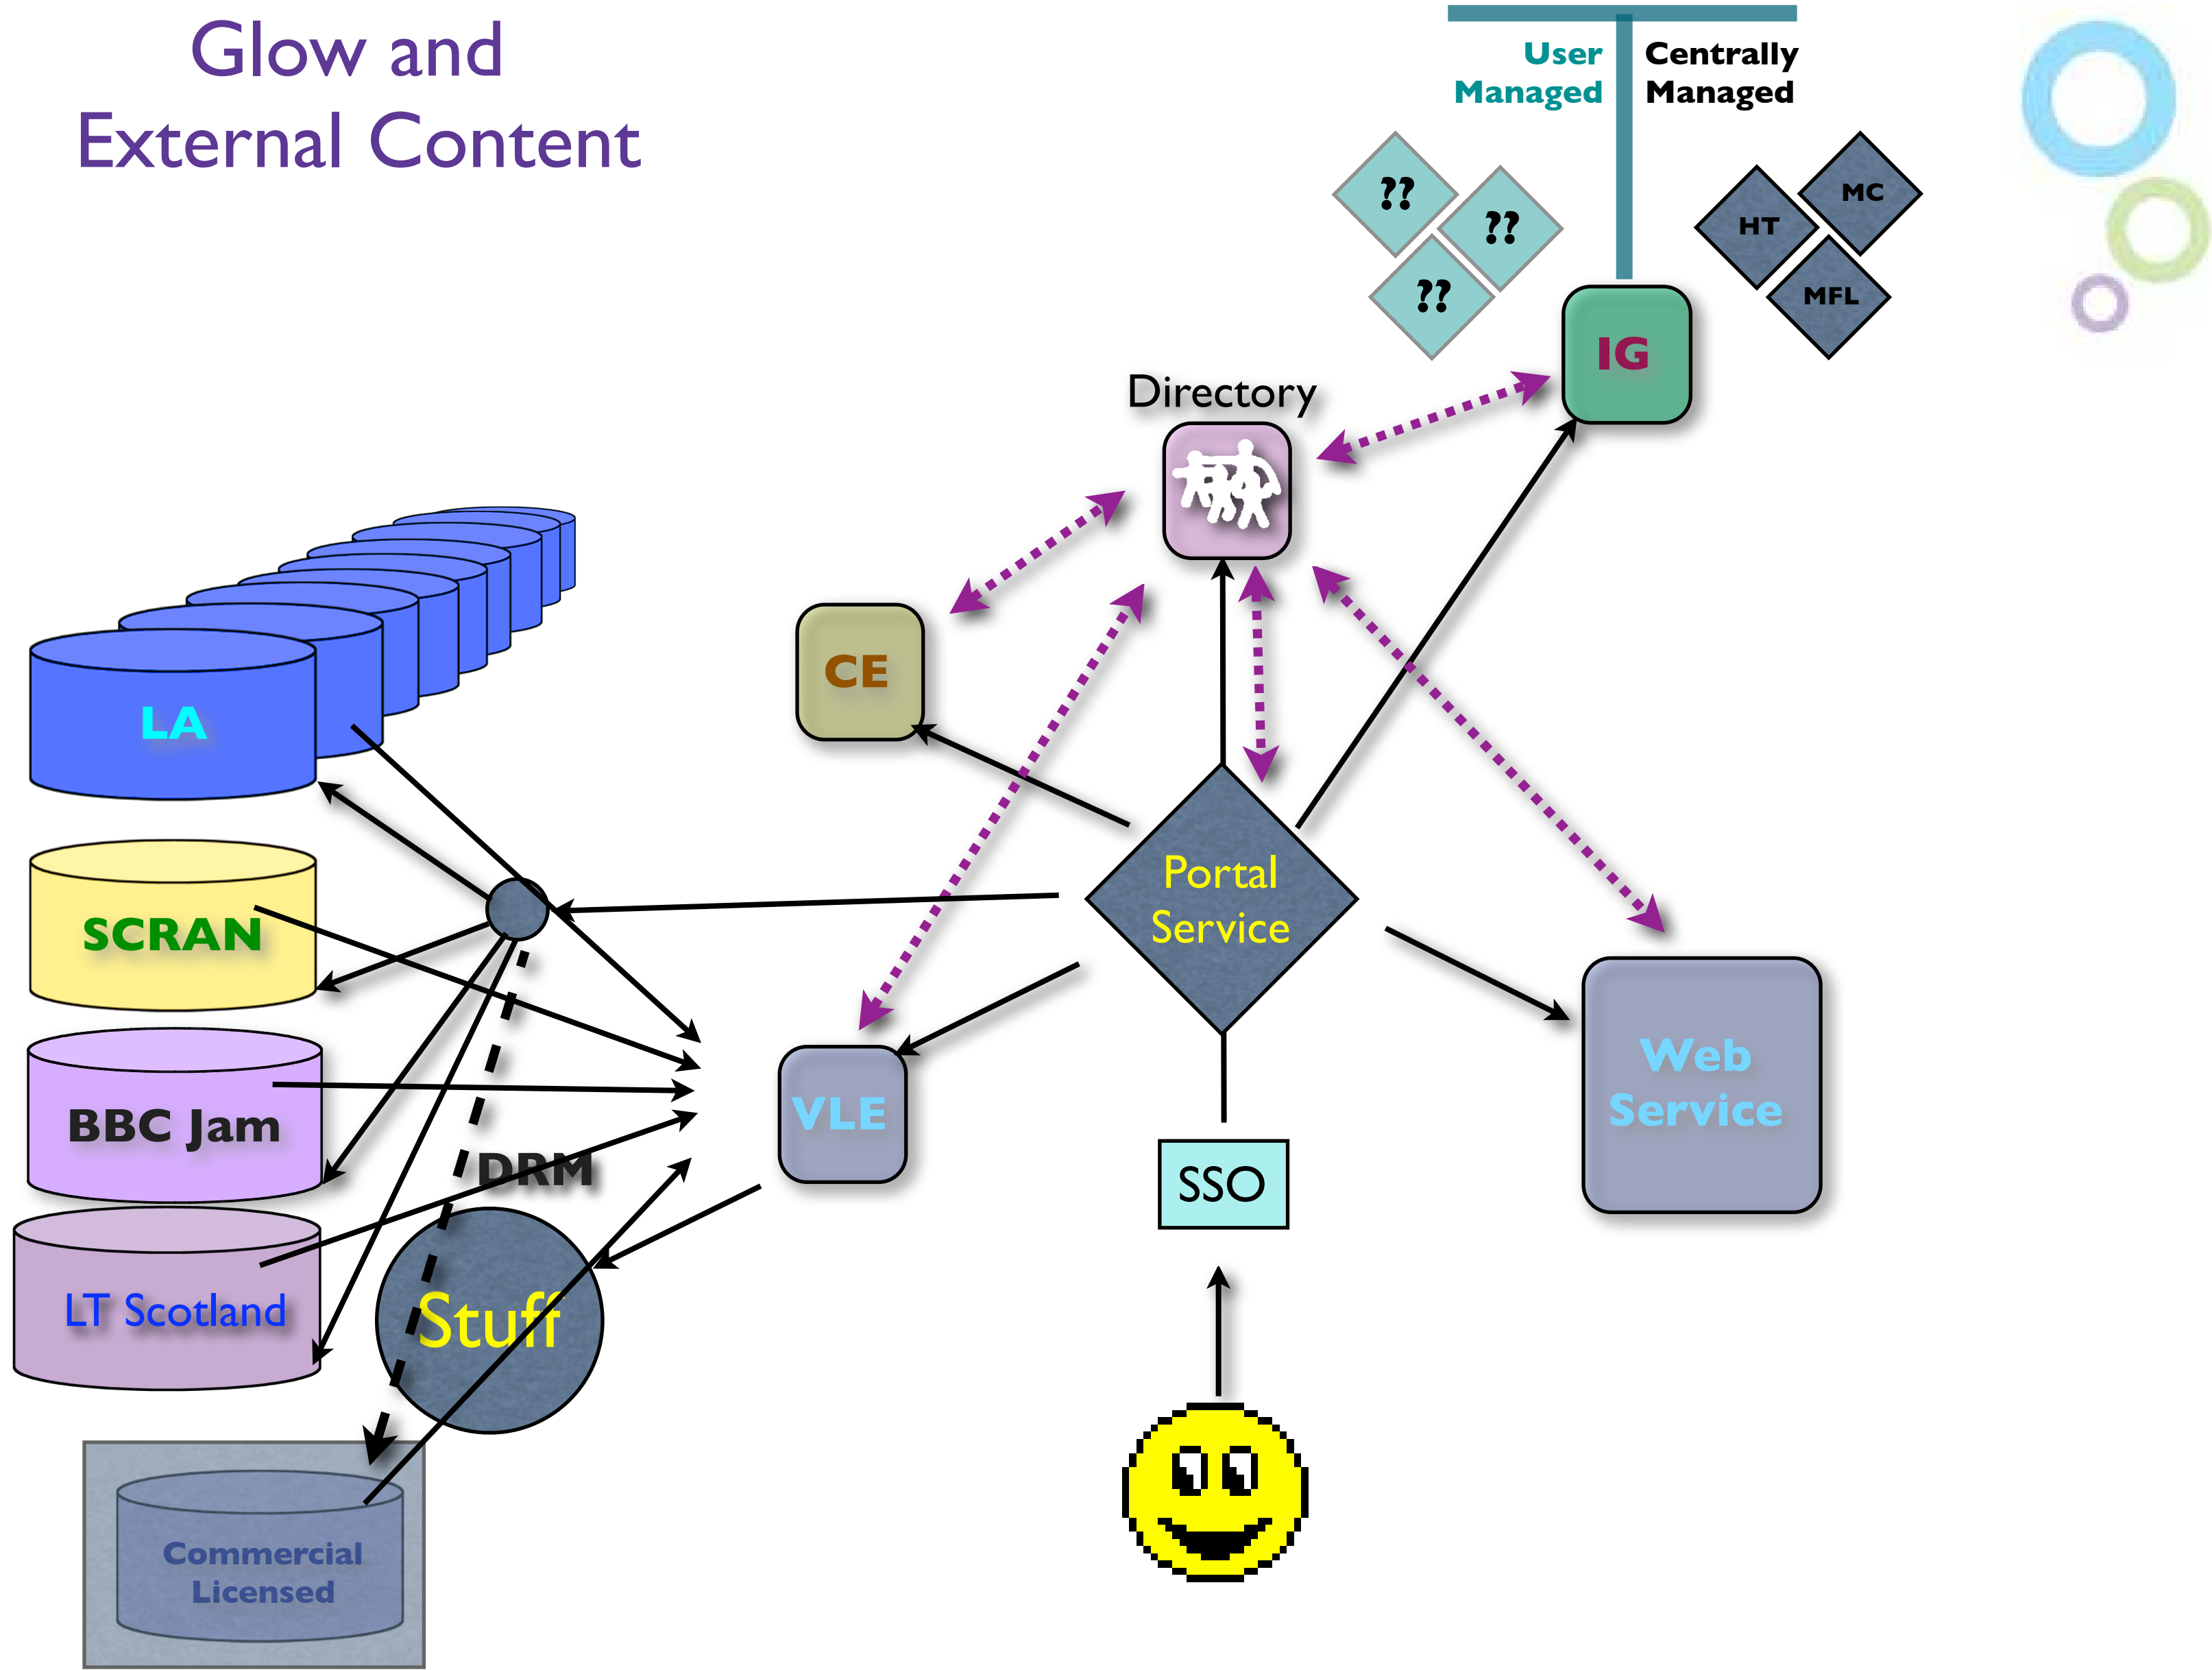 Glow and
External Content
User
Managed
Centrally
Managed
??
??
??
HT
MC
MFL
IG
Directory
CE
LA
SCRAN
BBC Jam
LT Scotland
Commercial
Licensed
DRM
Stuff
VLE
Portal
Service
SSO
Web
Service